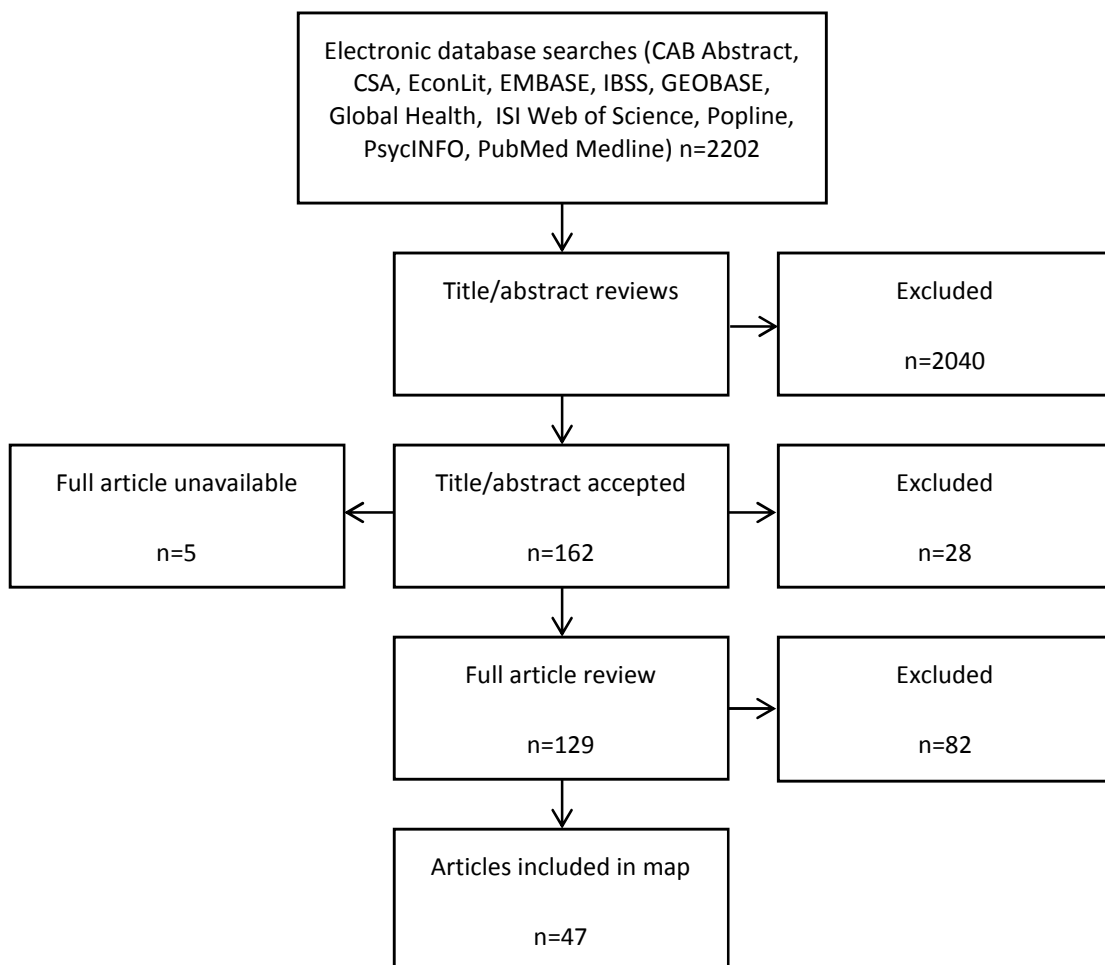 Electronic database searches (CAB Abstract,
CSA, EconLit, EMBASE, IBSS, GEOBASE,
Global Health, ISI Web of Science, Popline,
PsycINFO, PubMed Medline) n=2202
Title/abstract reviews
Excluded
n=2040
Full article unavailable
n=5
Title/abstract accepted
n=162
Excluded
n=28
Full article review
n=129
Excluded
n=82
Articles included in map
n=47